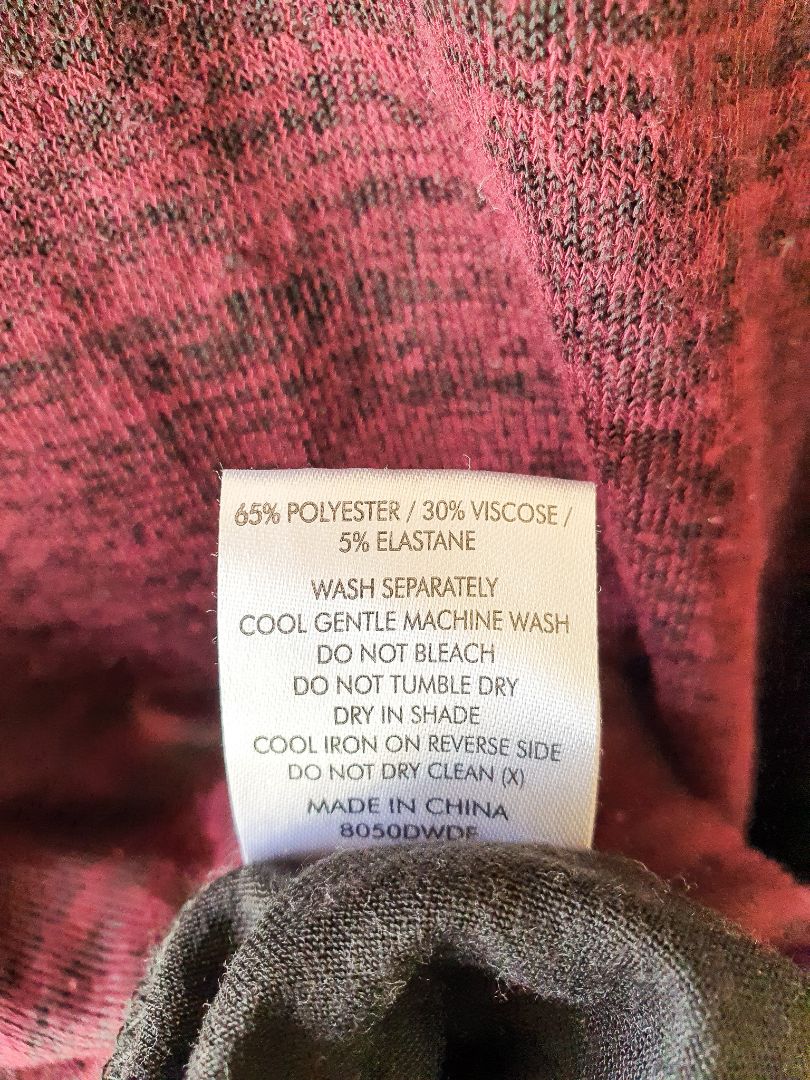 65% POLYESTER / 30% VISCOSE /
5% ELASTANE
WASH SEPARATELY
COOL GENTLE MACHINE WASH
DO NOT BLEACH
DO NOT TUMBLE DRY
DRY IN SHADE
COOL IRON ON REVERSE SIDE
DO NOT DRY CLEAN (X)
MADE IN CHINA
8050DWDF